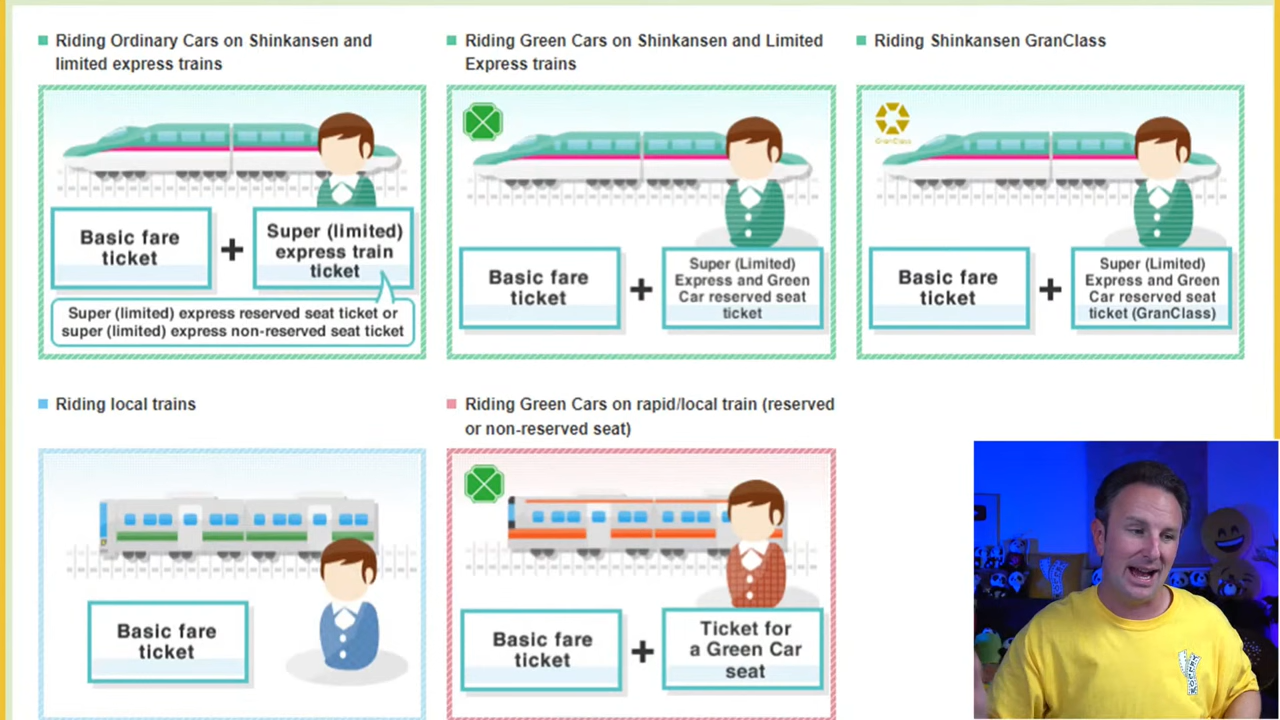 Riding Ordinary Cars on Shinkansen and
limited express trains
Basic fare
ticket
+
Super (limited)
express train
ticket
Super (limited) express reserved seat ticket or
super (limited) express non-reserved seat ticket
Riding Green Cars on Shinkansen and Limited
Express trains
Basic fare
ticket
+
Super (Limited)
Express and Green
Car reserved seat
ticket
Riding Shinkansen GranClass
GranClass
Basic fare
ticket
+
Super (Limited)
Express and Green
Car reserved seat
ticket (GranClass)
Riding local trains
Basic fare
ticket
Riding Green Cars on rapid/local train (reserved
or non-reserved seat)
Basic fare
ticket
+
Ticket for
a Green Car
seat